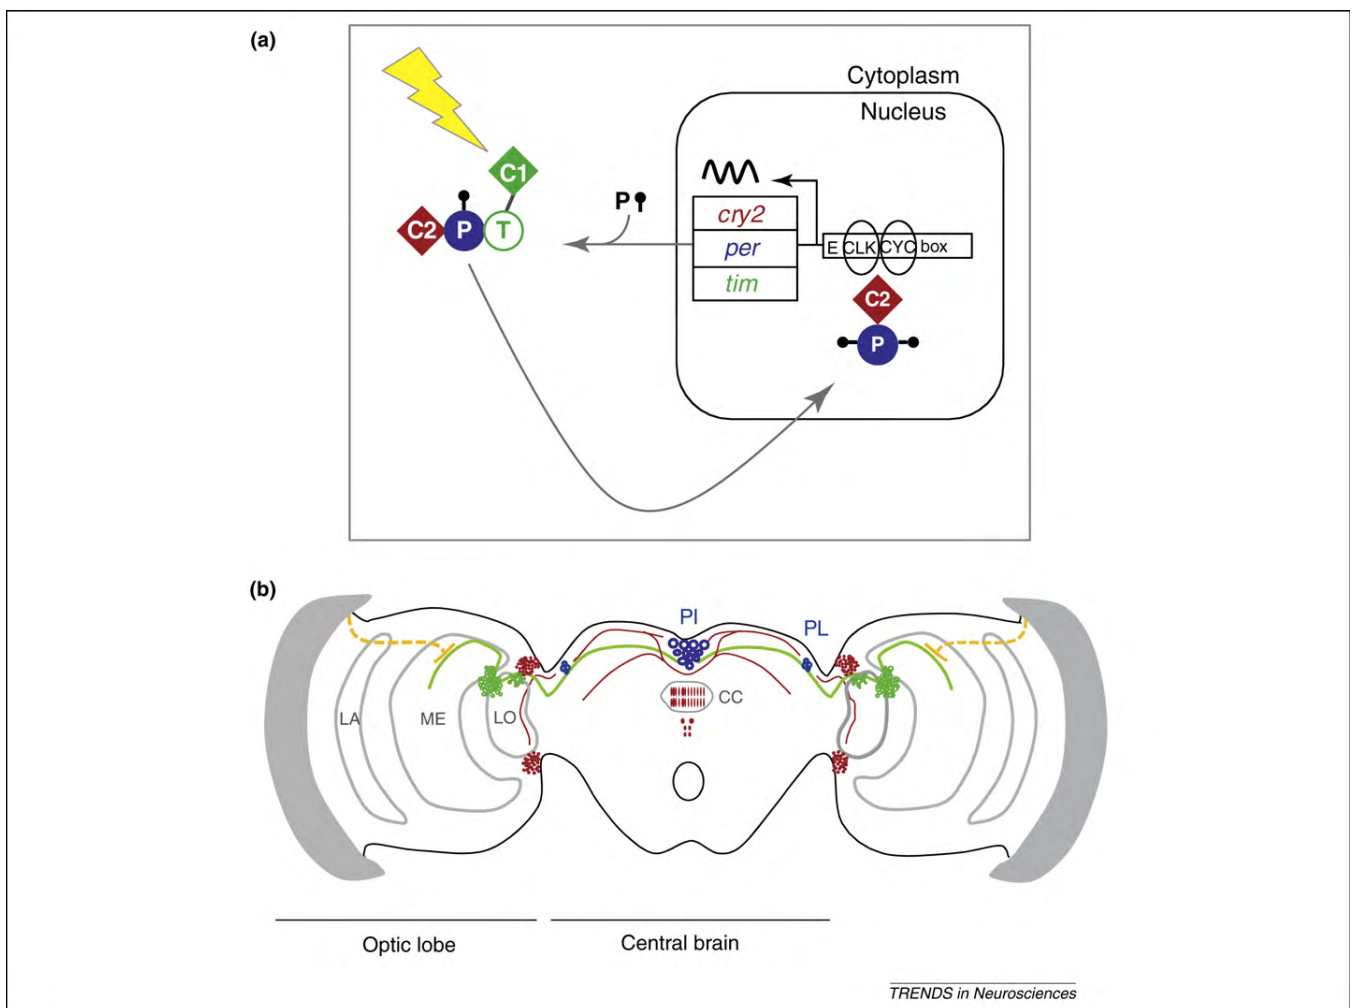 (a)
Cytoplasm
Nucleus
C1
C2 P T
P
cry2
per
tim
E CLK CYC box
C2
P
(b)
PI
PL
LA ME LO CC
Optic lobe Central brain
TRENDS in Neurosciences